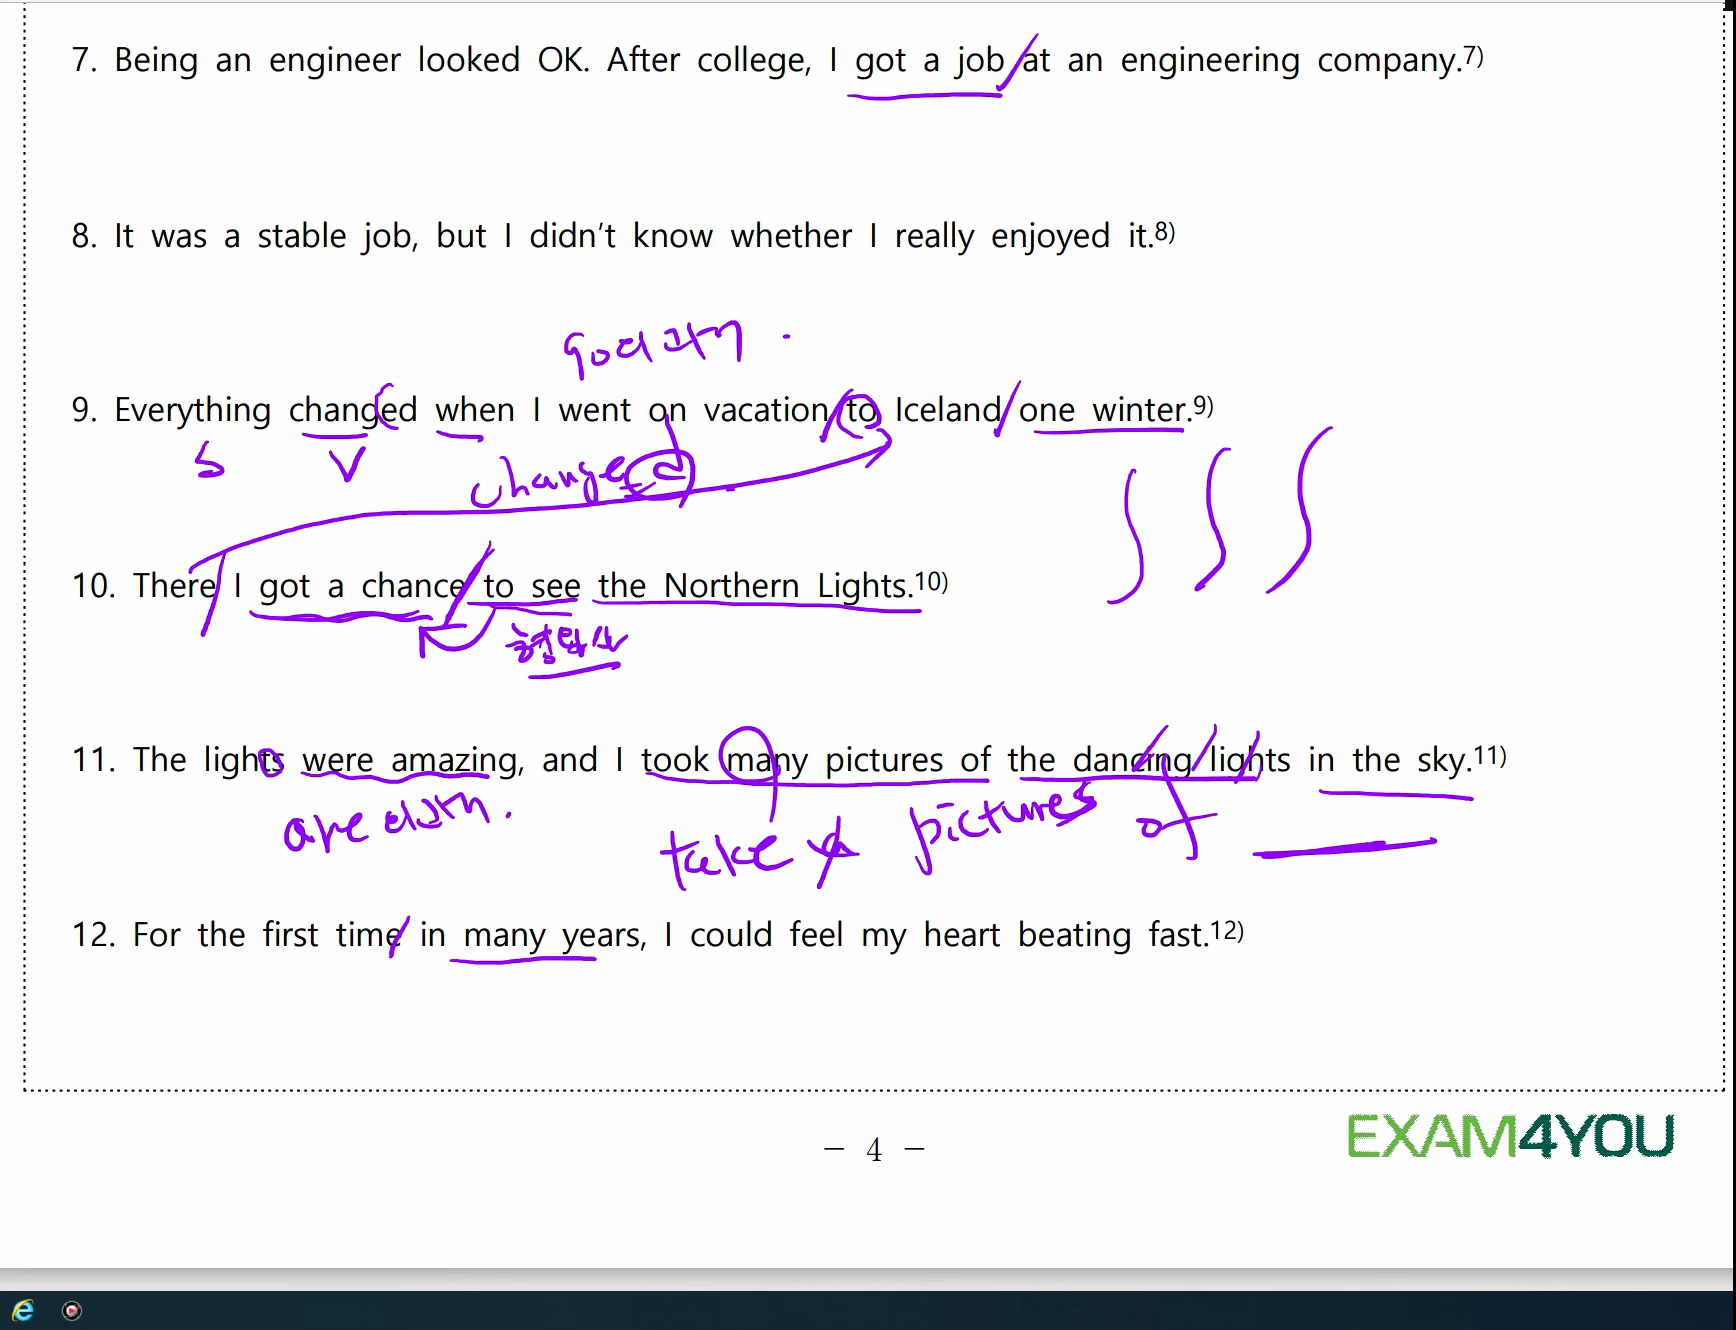 7. Being an engineer looked OK. After college, I got a job at an engineering company.7)
8. It was a stable job, but I didn't know whether I really enjoyed it.8)
9. Everything changed when I went on vacation to Iceland one winter.9)
S V
change d
10. There I got a chance to see the Northern Lights.10)
11. The lights were amazing, and I took many pictures of the dancing lights in the sky.11)
are
take a pictures of
12. For the first time in many years, I could feel my heart beating fast.12)
- 4 -
EXAM4YOU